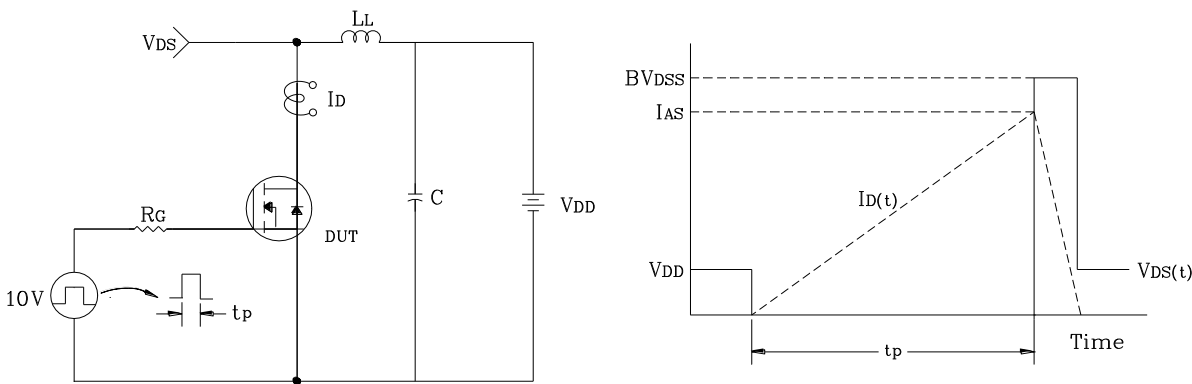 LL
VDS
ID
C
VDD
RG
DUT
10V
tp
BVDSS
IAS
ID(t)
VDD
VDS(t)
Time
tp